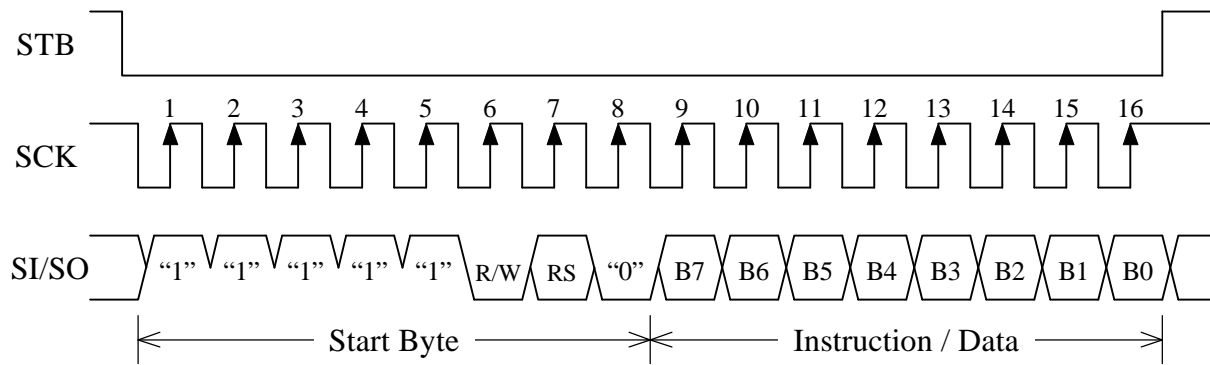 STB
1 2 3 4 5 6 7 8 9 10 11 12 13 14 15 16
SCK
SI/SO “1” “1” “1” “1” “1” R/W RS “0” B7 B6 B5 B4 B3 B2 B1 B0
Start Byte Instruction / Data